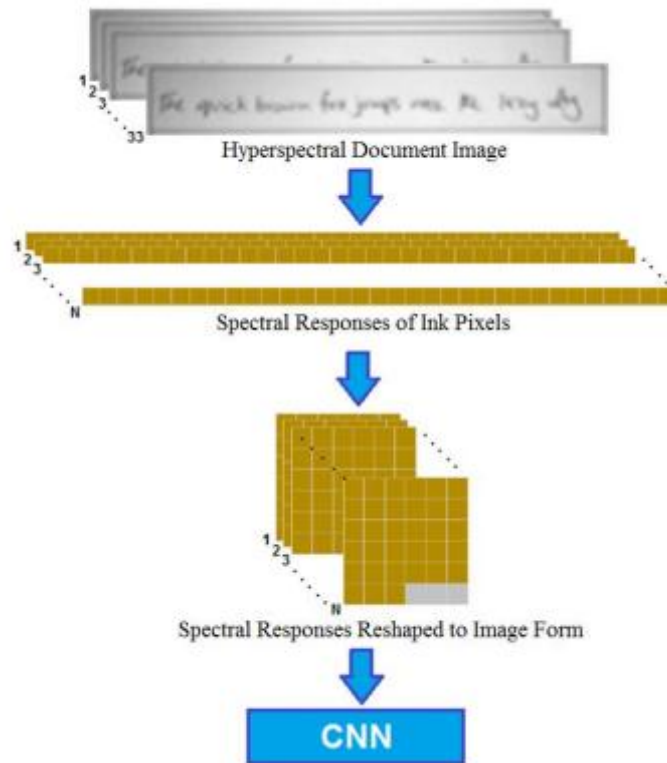 The
1
2
3
33
The quick brown fox jumps over the lazy dog
Hyperspectral Document Image
1
2
3
N
Spectral Responses of Ink Pixels
1
2
3
N
Spectral Responses Reshaped to Image Form
CNN